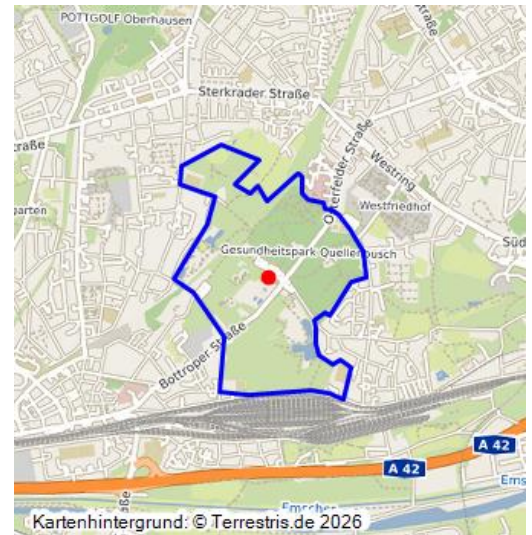 POTTGOLF Oberhausen
Sterkrader Straße
raße
Osterfelder Straße
Westring
Westfriedhof
garten
Süd
Gesundheitspark Quellenbusch
Bottroper Straße
A 42
A 42
Ems
Emscher
Kartenhintergrund: © Terrestris.de 2026